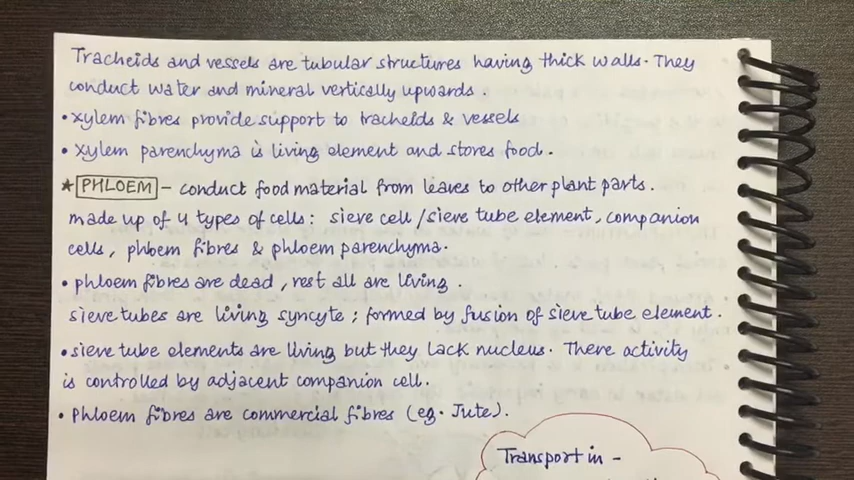 Tracheids and vessels are tubular structures having thick walls. They
conduct water and mineral vertically upwards.
• xylem fibres provide support to tracheids & vessels
• xylem parenchyma is living element and stores food.
★ PHLOEM - conduct food material from leaves to other plant parts.
made up of 4 types of cells: sieve cell/sieve tube element, companion
cells, phloem fibres & phloem parenchyma.
• phloem fibres are dead, rest all are living.
sieve tubes are living syncyte; formed by fusion of sieve tube element.
• sieve tube elements are living but they lack nucleus. There activity
is controlled by adjacent companion cell.
• Phloem fibres are commercial fibres (eg. Jute).
Transport in -